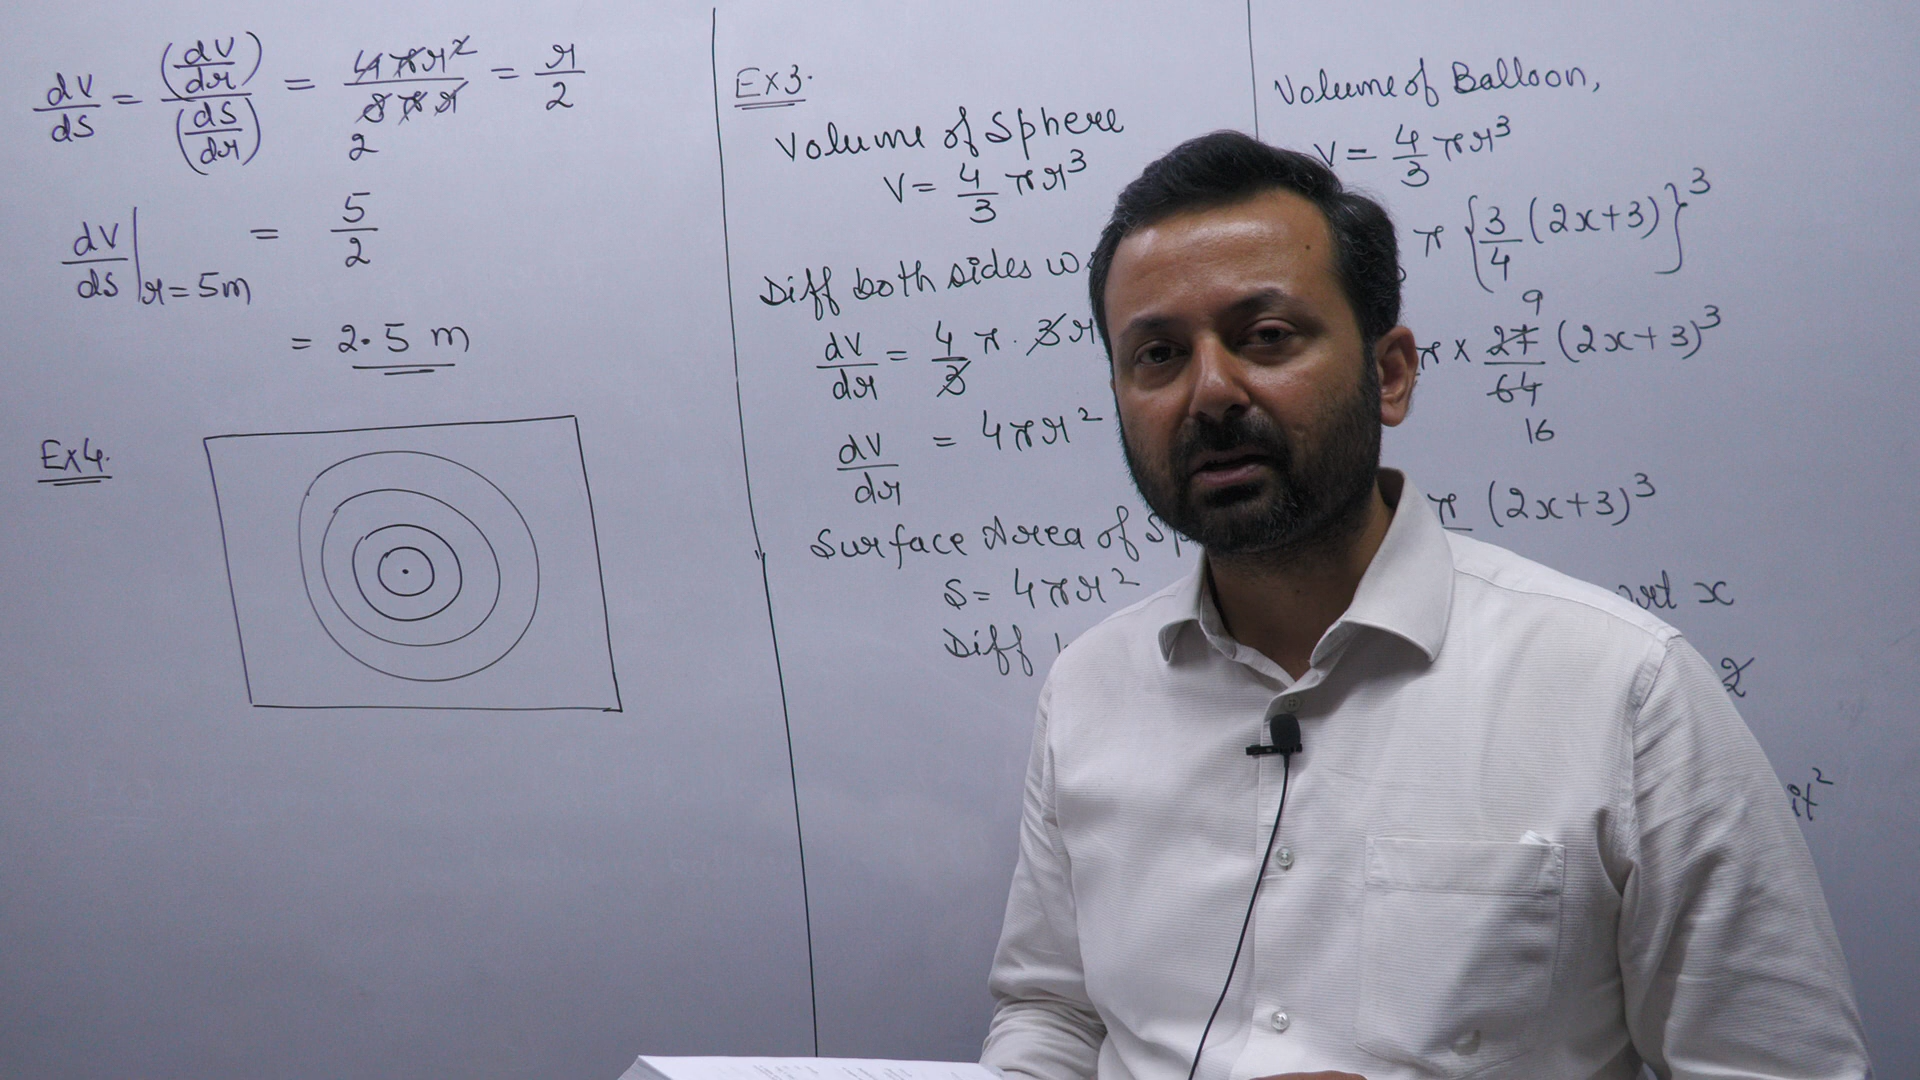 dV/dS = (dV/dr)/(dS/dr) = 4πr²/8πr = r/2
2
dV/dS|r=5m = 5/2
= 2.5 m
Ex4.
Ex3.
Volume of Sphere
V = 4/3 πr³
Diff both sides
dV/dr = 4/3 π · 3r
dV/dr = 4πr²
Surface Area of
S = 4πr²
Diff
Volume of Balloon,
V = 4/3 πr³
π {3/4 (2x+3)}³
9
π × 27/64 (2x+3)³
16
π (2x+3)³
x
2